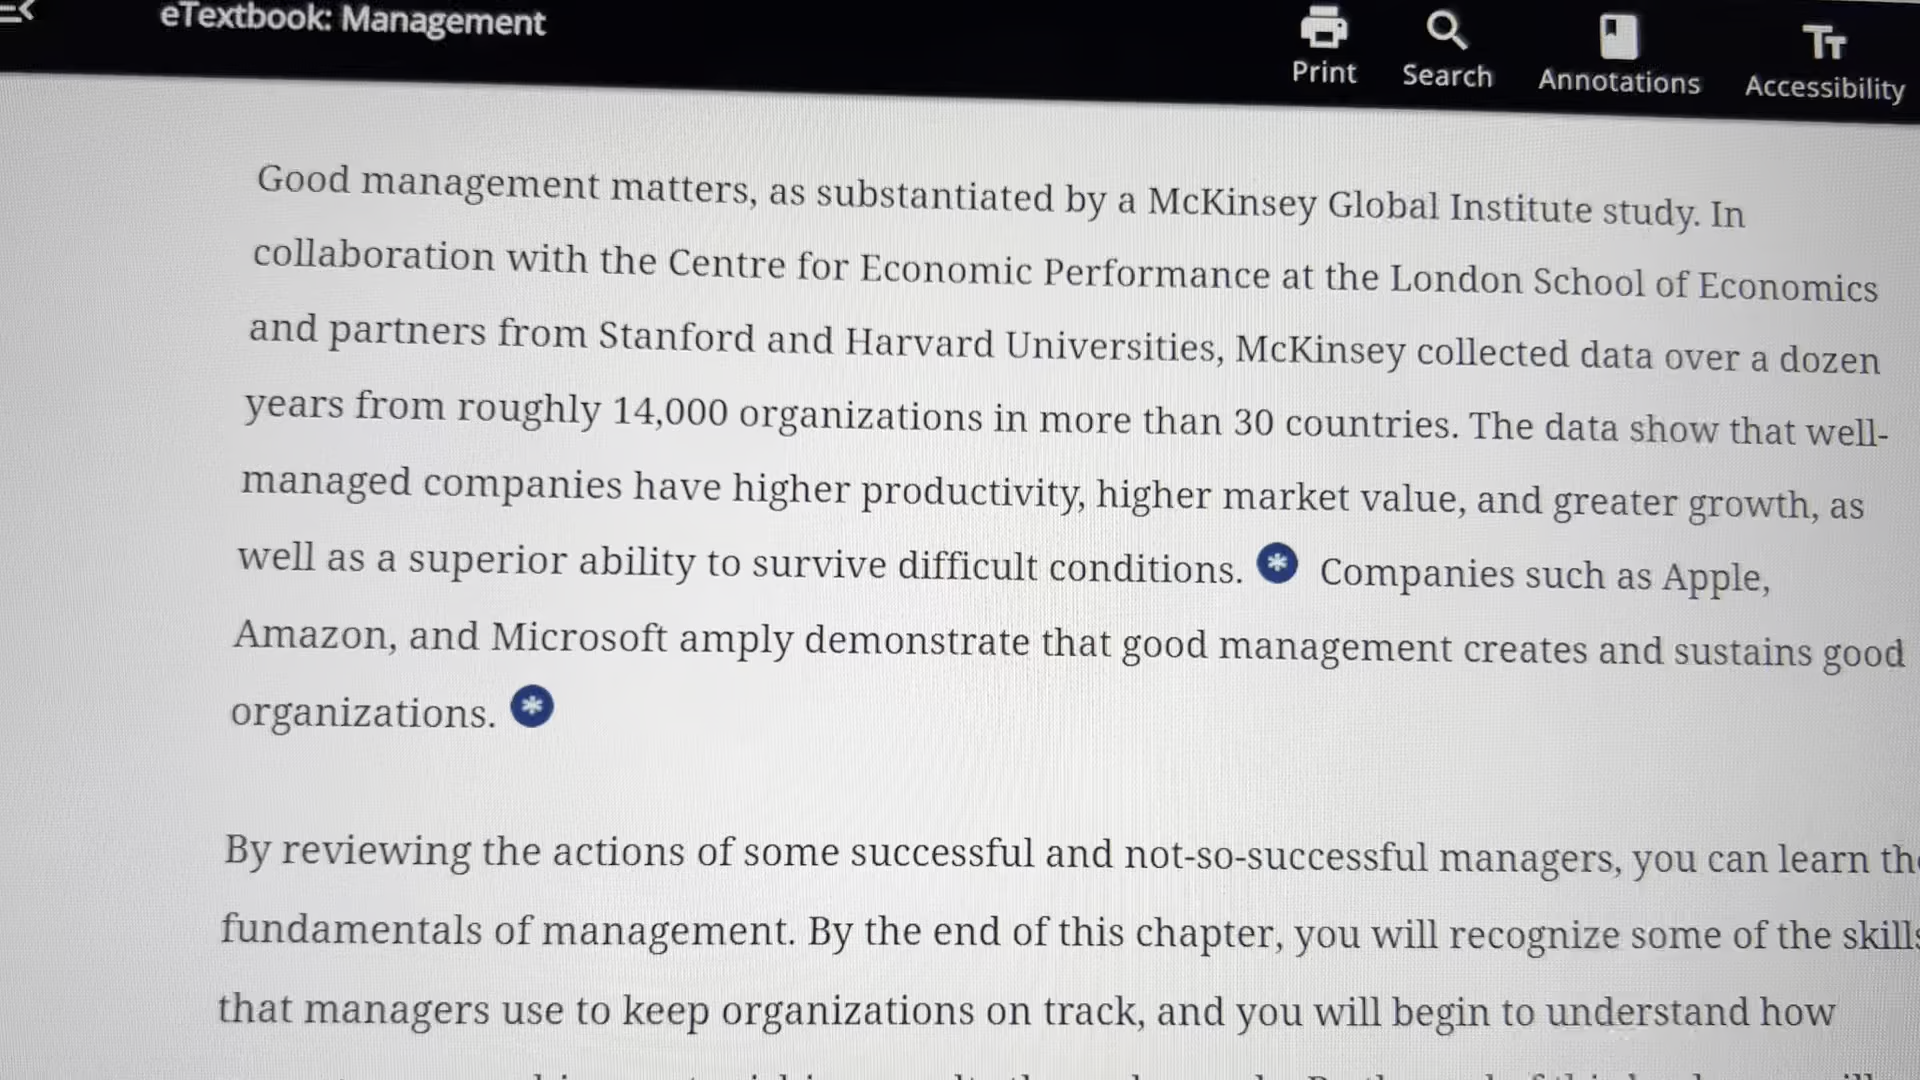 eTextbook: Management
Print
Search
Annotations
Accessibility
Good management matters, as substantiated by a McKinsey Global Institute study. In
collaboration with the Centre for Economic Performance at the London School of Economics
and partners from Stanford and Harvard Universities, McKinsey collected data over a dozen
years from roughly 14,000 organizations in more than 30 countries. The data show that well-
managed companies have higher productivity, higher market value, and greater growth, as
well as a superior ability to survive difficult conditions. * Companies such as Apple,
Amazon, and Microsoft amply demonstrate that good management creates and sustains good
organizations. *
By reviewing the actions of some successful and not-so-successful managers, you can learn
fundamentals of management. By the end of this chapter, you will recognize some of the skills
that managers use to keep organizations on track, and you will begin to understand how